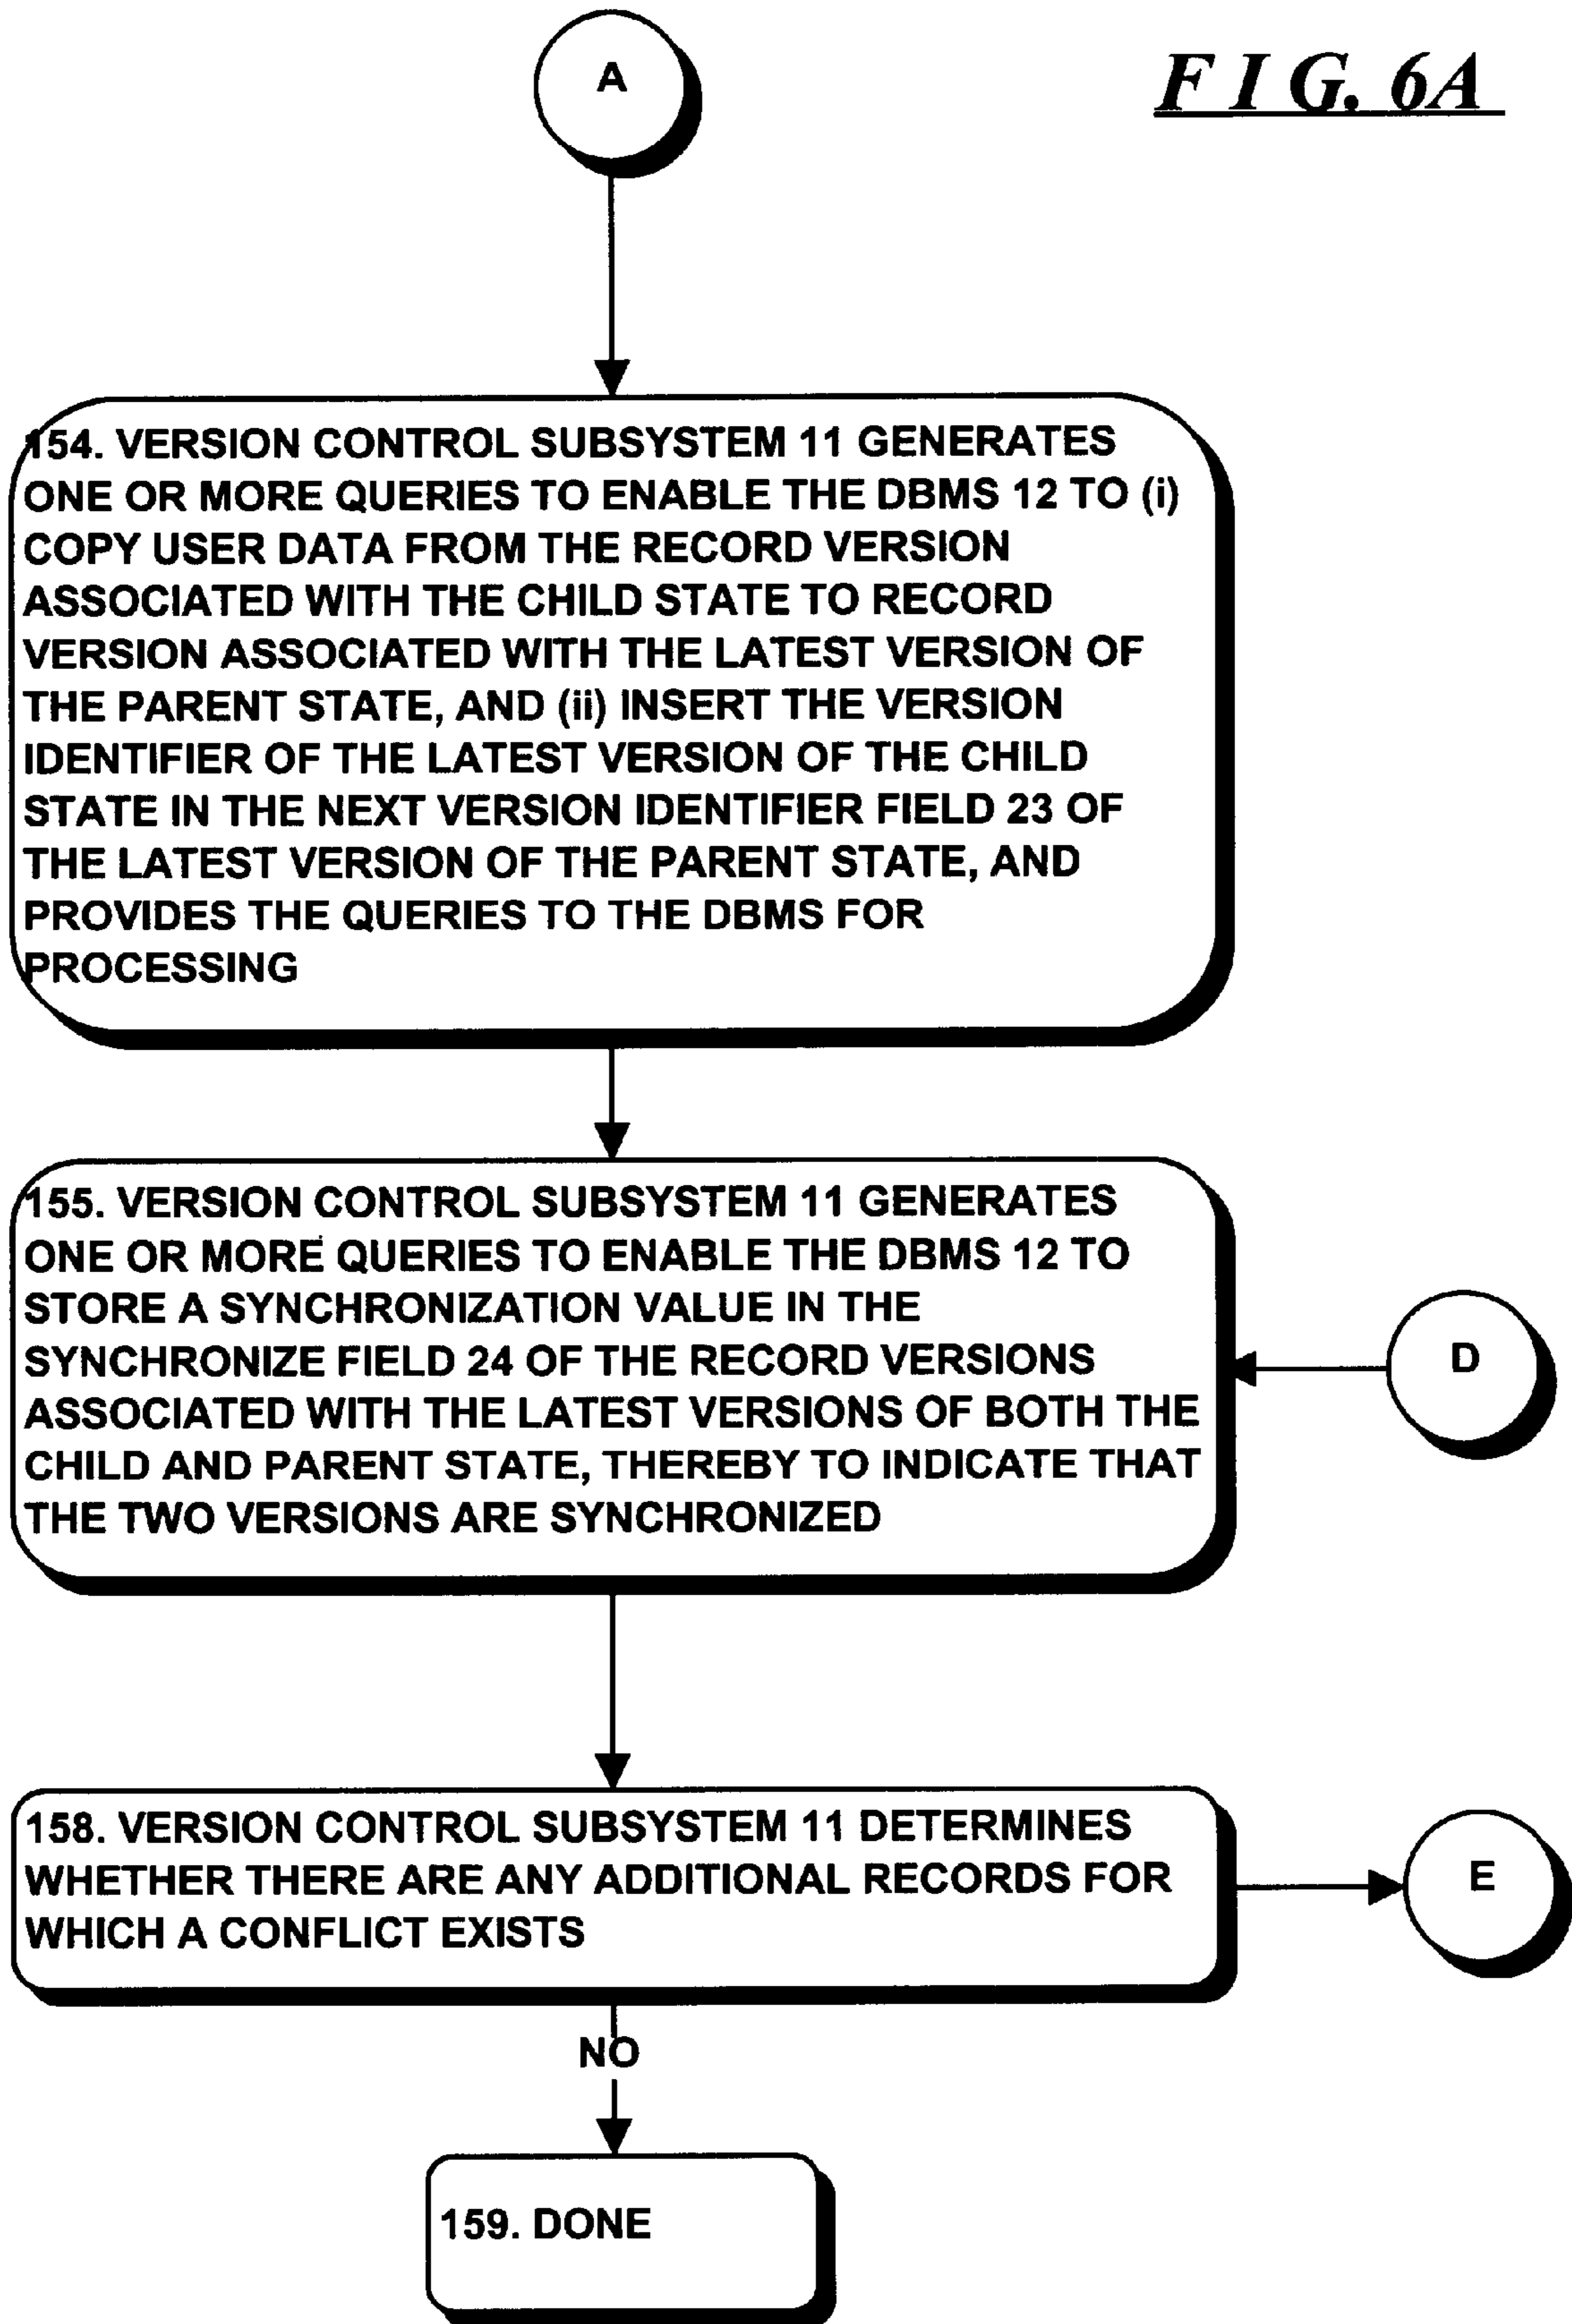 A
F I G. 6A
154. VERSION CONTROL SUBSYSTEM 11 GENERATES
ONE OR MORE QUERIES TO ENABLE THE DBMS 12 TO (i)
COPY USER DATA FROM THE RECORD VERSION
ASSOCIATED WITH THE CHILD STATE TO RECORD
VERSION ASSOCIATED WITH THE LATEST VERSION OF
THE PARENT STATE, AND (ii) INSERT THE VERSION
IDENTIFIER OF THE LATEST VERSION OF THE CHILD
STATE IN THE NEXT VERSION IDENTIFIER FIELD 23 OF
THE LATEST VERSION OF THE PARENT STATE, AND
PROVIDES THE QUERIES TO THE DBMS FOR
PROCESSING
155. VERSION CONTROL SUBSYSTEM 11 GENERATES
ONE OR MORE QUERIES TO ENABLE THE DBMS 12 TO
STORE A SYNCHRONIZATION VALUE IN THE
SYNCHRONIZE FIELD 24 OF THE RECORD VERSIONS
ASSOCIATED WITH THE LATEST VERSIONS OF BOTH THE
CHILD AND PARENT STATE, THEREBY TO INDICATE THAT
THE TWO VERSIONS ARE SYNCHRONIZED
D
158. VERSION CONTROL SUBSYSTEM 11 DETERMINES
WHETHER THERE ARE ANY ADDITIONAL RECORDS FOR
WHICH A CONFLICT EXISTS
E
NO
159. DONE